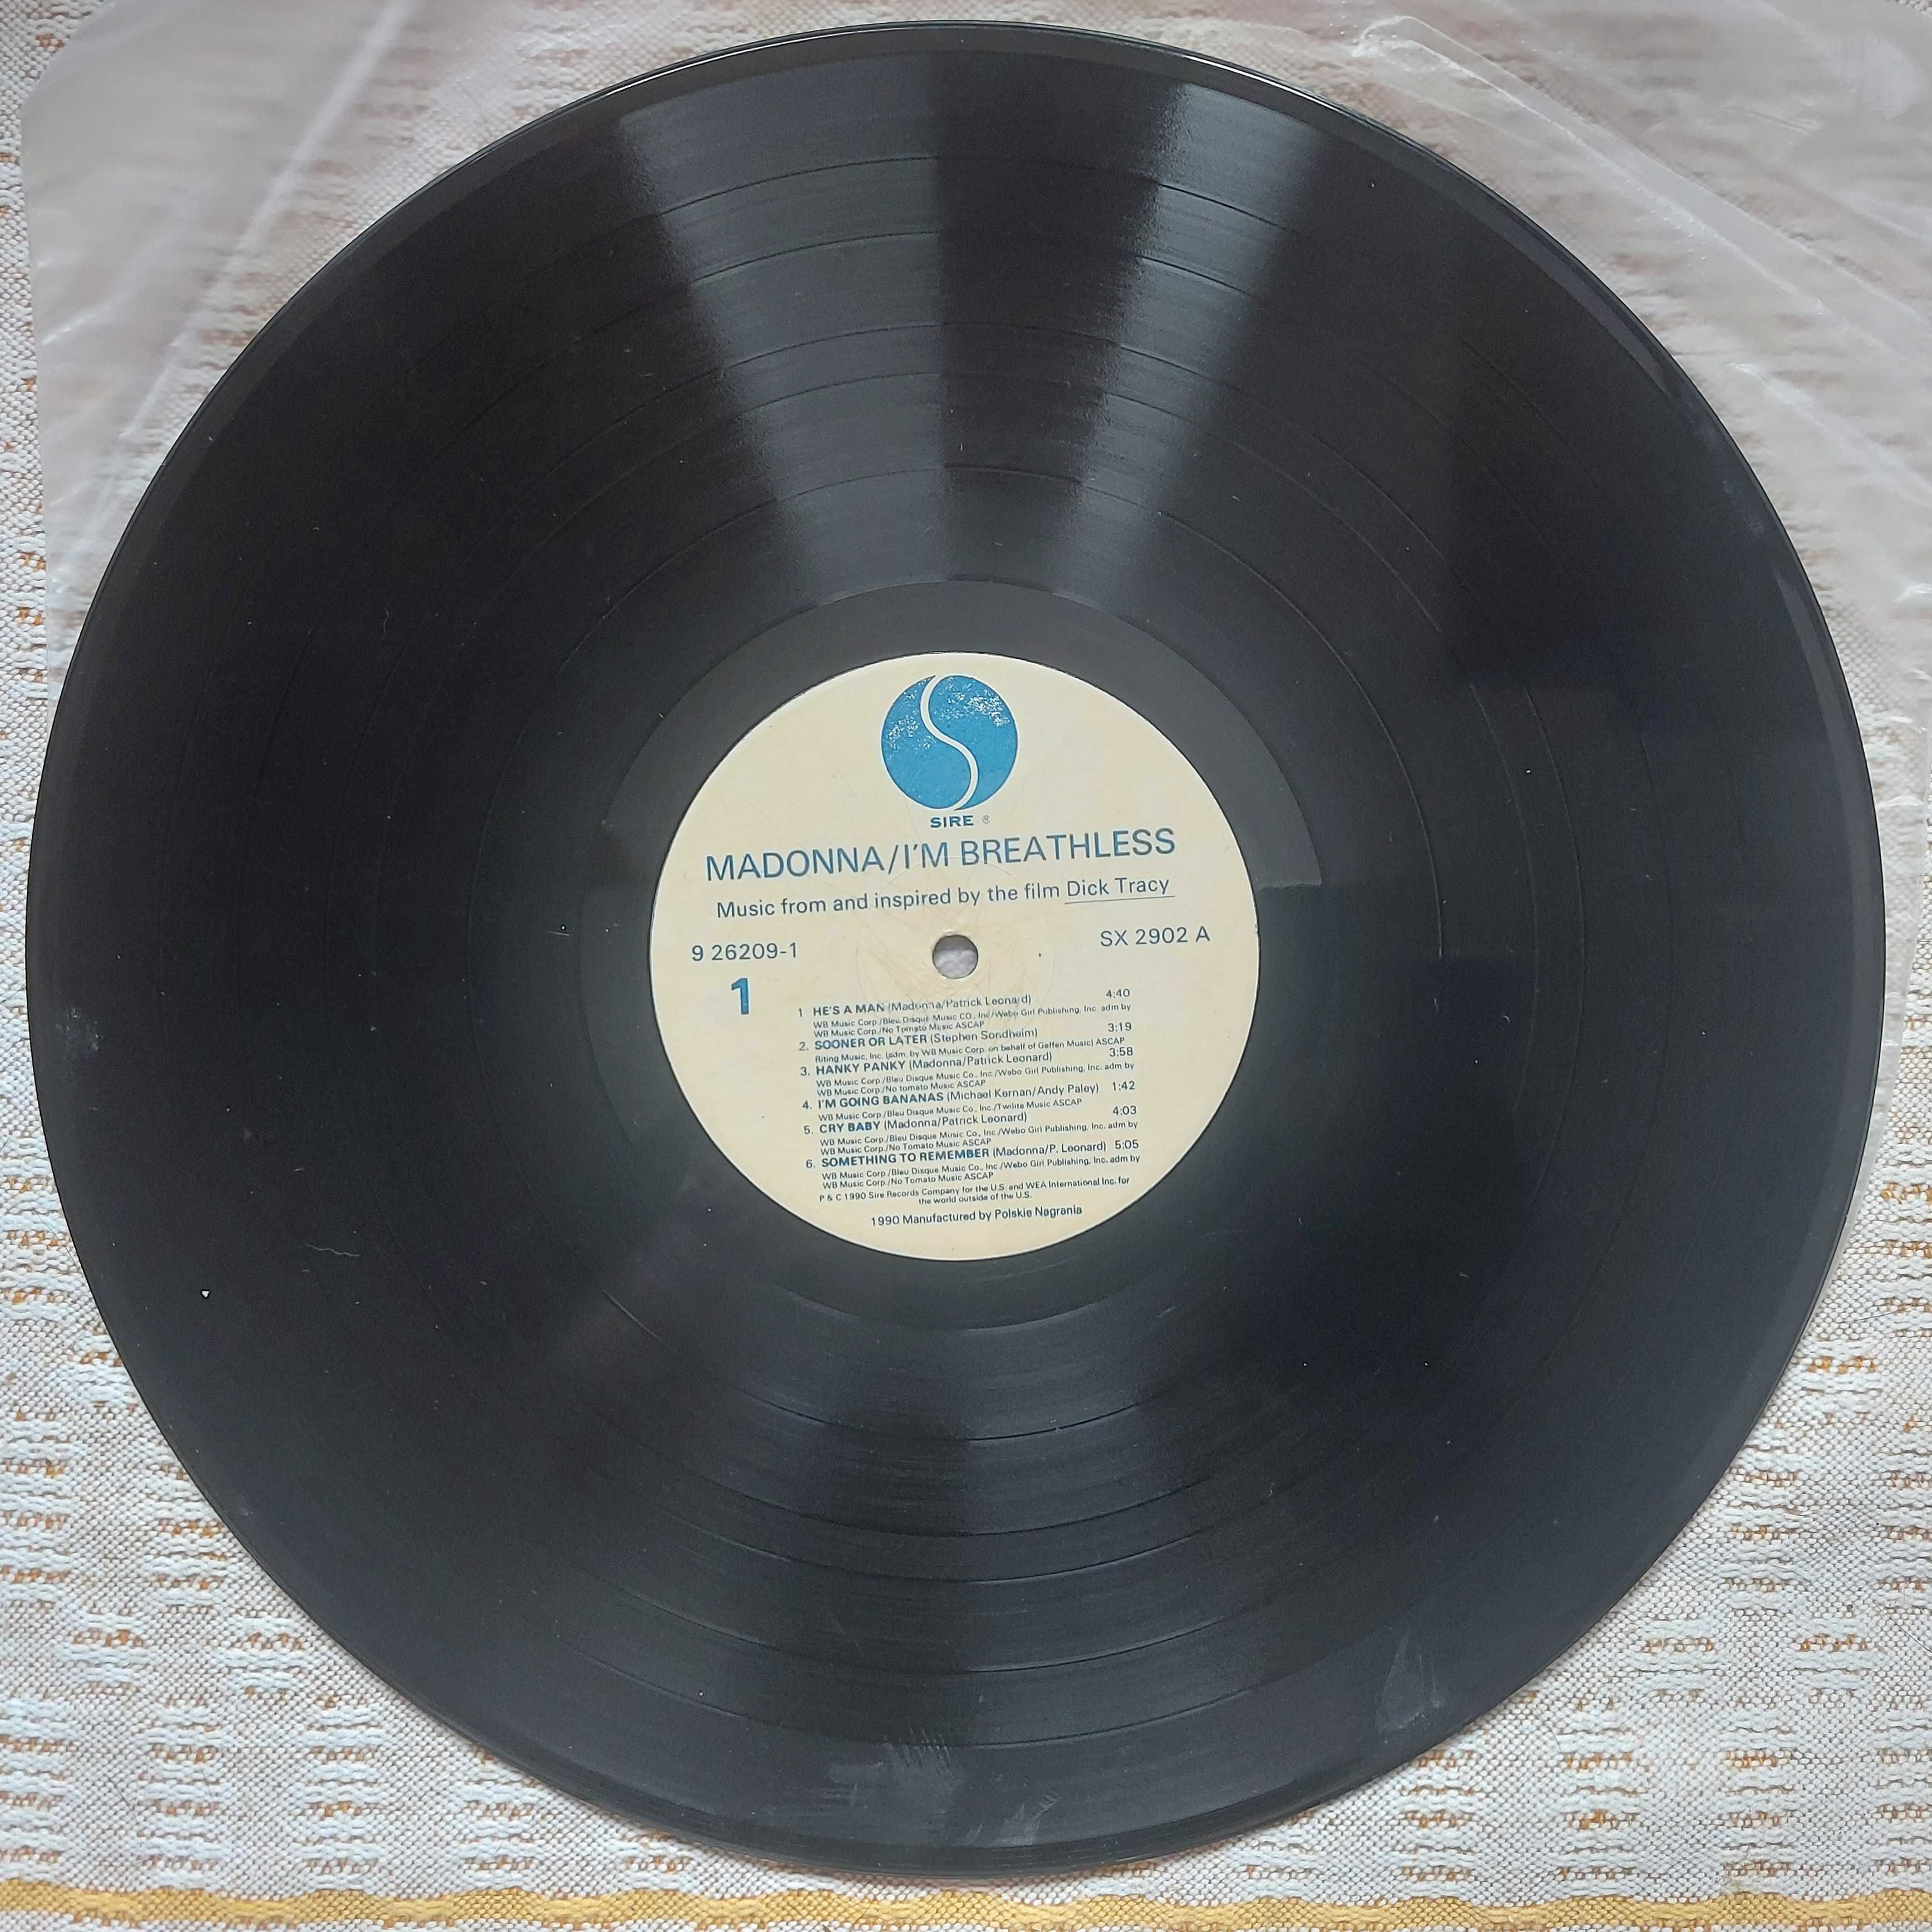 SIRE ®
MADONNA/I'M BREATHLESS
Music from and inspired by the film Dick Tracy
9 26209-1
SX 2902 A
1
1 HE'S A MAN (Madonna/Patrick Leonard) 4:40
WB Music Corp./Bleu Disque Music CO., Inc/Webo Girl Publishing, Inc. adm by
WB Music Corp./No Tomato Music ASCAP
2. SOONER OR LATER (Stephen Sondheim) 3:19
Riting Music, Inc. (adm. by WB Music Corp. on behalf of Geffen Music) ASCAP
3. HANKY PANKY (Madonna/Patrick Leonard) 3:58
WB Music Corp./Bleu Disque Music Co., Inc./Webo Girl Publishing, Inc. adm by
WB Music Corp./No tomato Music ASCAP
4. I'M GOING BANANAS (Michael Kernan/Andy Paley) 1:42
WB Music Corp./Bleu Disque Music Co., Inc./Twilite Music ASCAP
5. CRY BABY (Madonna/Patrick Leonard) 4:03
WB Music Corp./Bleu Disque Music Co., Inc./Webo Girl Publishing, Inc. adm by
WB Music Corp./No Tomato Music ASCAP
6. SOMETHING TO REMEMBER (Madonna/P. Leonard) 5:05
WB Music Corp./Bleu Disque Music Co., Inc./Webo Girl Publishing, Inc. adm by
WB Music Corp./No Tomato Music ASCAP
P & C 1990 Sire Records Company for the U.S. and WEA International Inc. for
the world outside of the U.S.
1990 Manufactured by Polskie Nagrania